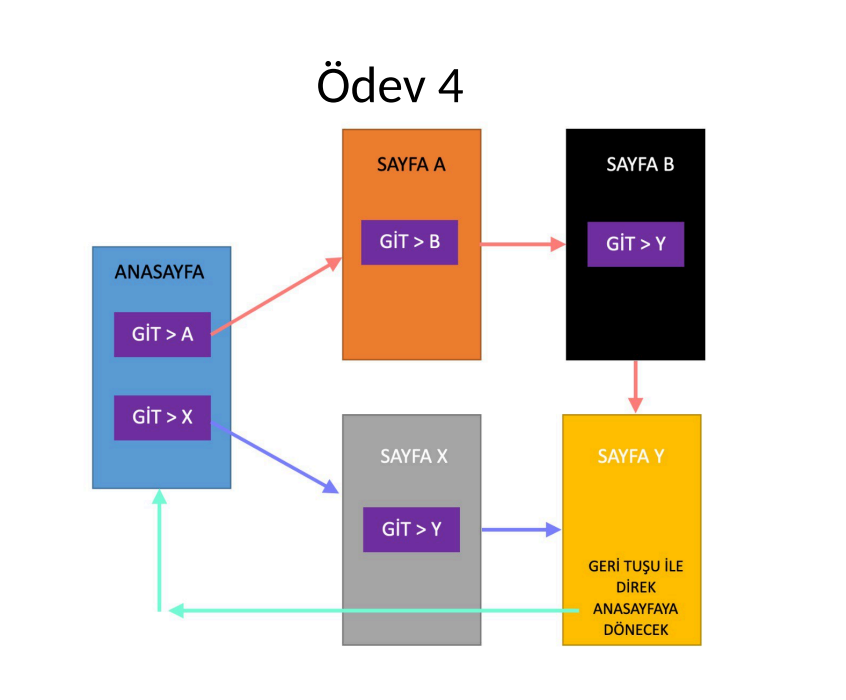 Ödev 4
SAYFA A
GİT > B
SAYFA B
GİT > Y
ANASAYFA
GİT > A
GİT > X
SAYFA X
GİT > Y
SAYFA Y
GERİ TUŞU İLE
DİREK
ANASAYFAYA
DÖNECEK